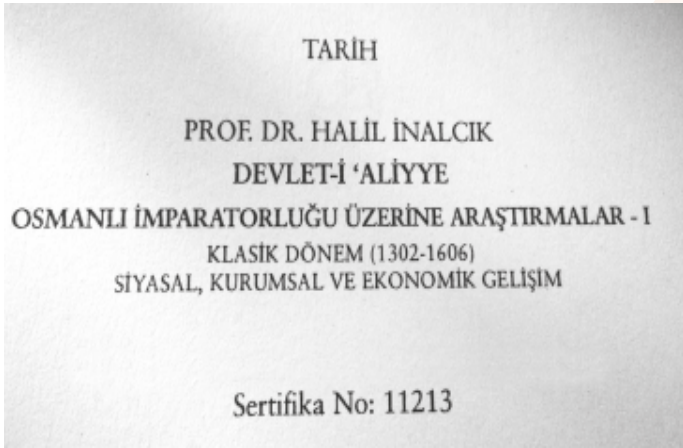 TARİH
PROF. DR. HALİL İNALCIK
DEVLET-İ ‘ALİYYE
OSMANLI İMPARATORLUĞU ÜZERİNE ARAŞTIRMALAR - I
KLASİK DÖNEM (1302-1606)
SİYASAL, KURUMSAL VE EKONOMİK GELİŞİM
Sertifika No: 11213